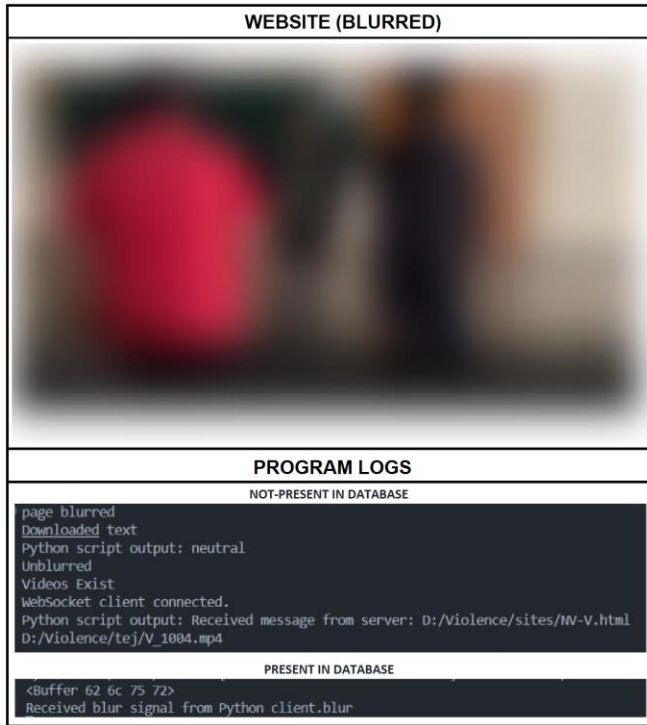 WEBSITE (BLURRED)
PROGRAM LOGS
NOT-PRESENT IN DATABASE
page blurred
Downloaded text
Python script output: neutral
Unblurred
Videos Exist
WebSocket client connected.
Python script output: Received message from server: D:/Violence/sites/NV-V.html
D:/Violence/tej/V_1004.mp4
PRESENT IN DATABASE
<Buffer 62 6c 75 72>
Received blur signal from Python client.blur